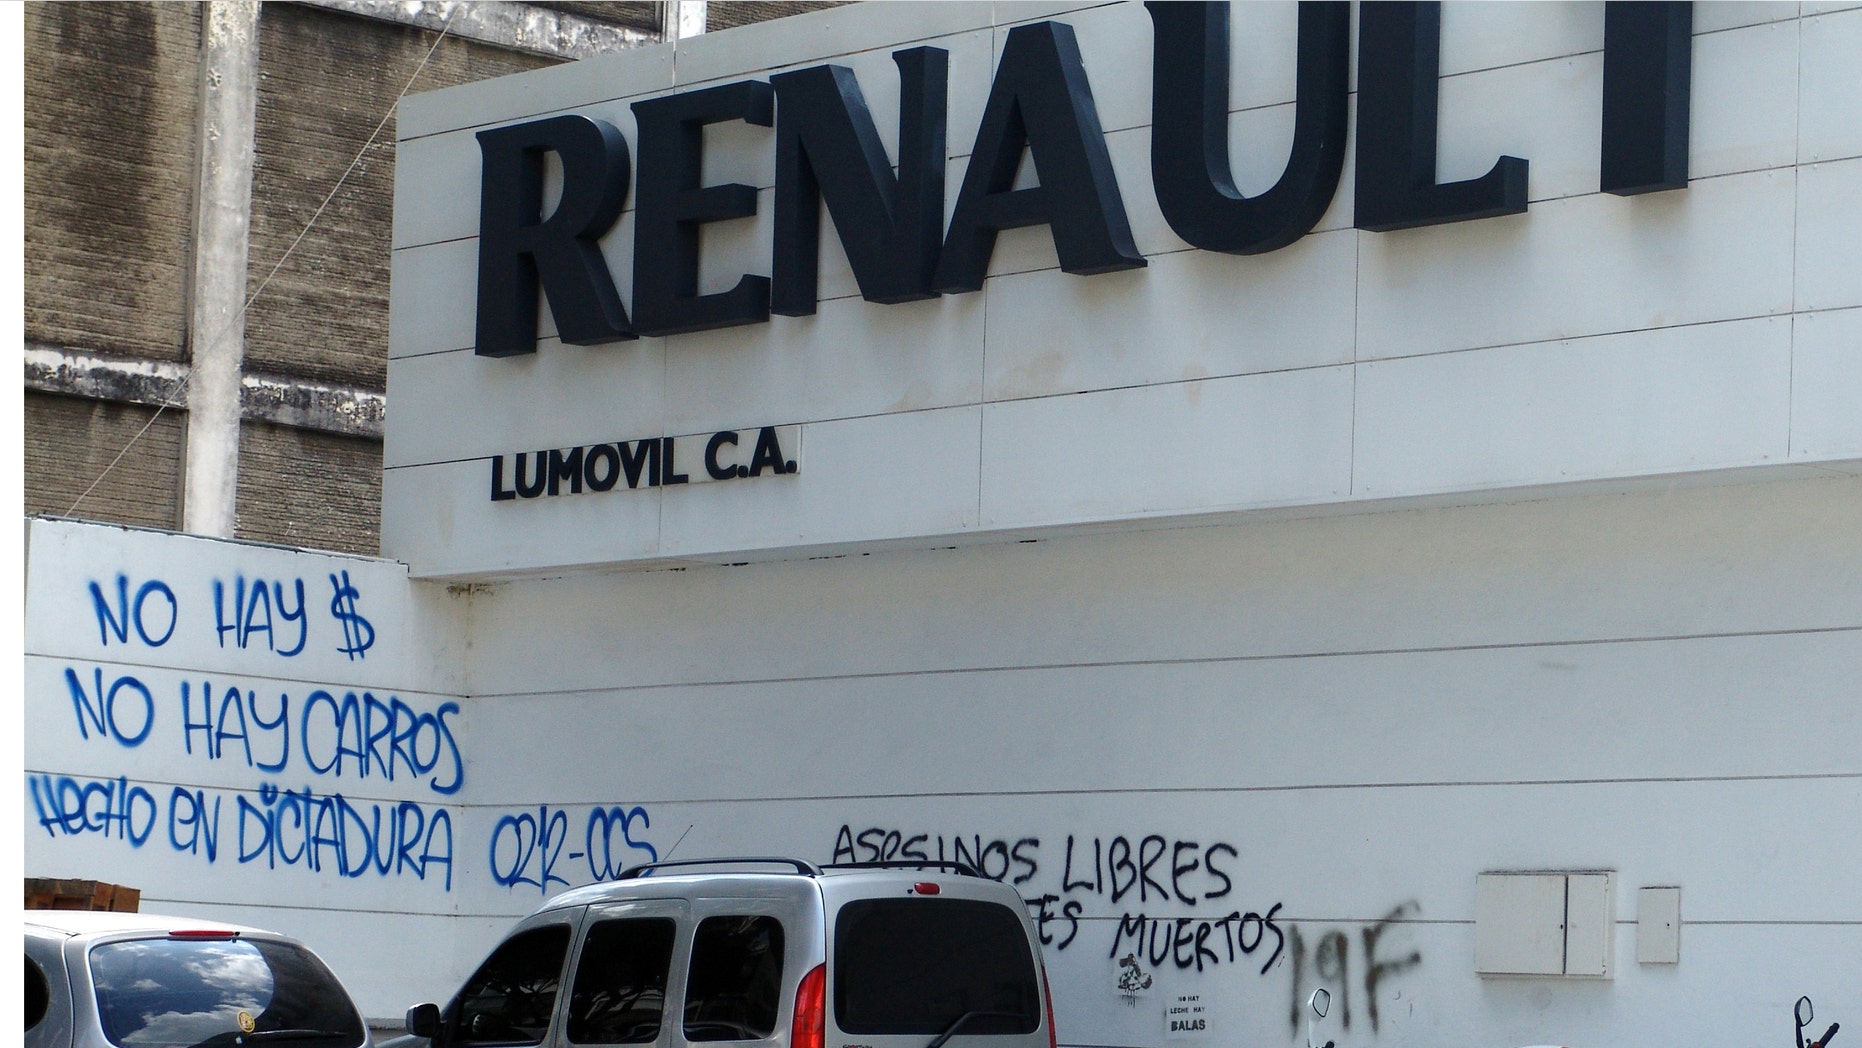 RENAULT
LUMOVIL C.A.
NO HAY $
NO HAY CARROS
HECHO EN DICTADURA 0212-CCS
ASESINOS LIBRES
MUERTOS
NO HAY
LECHE HAY
BALAS